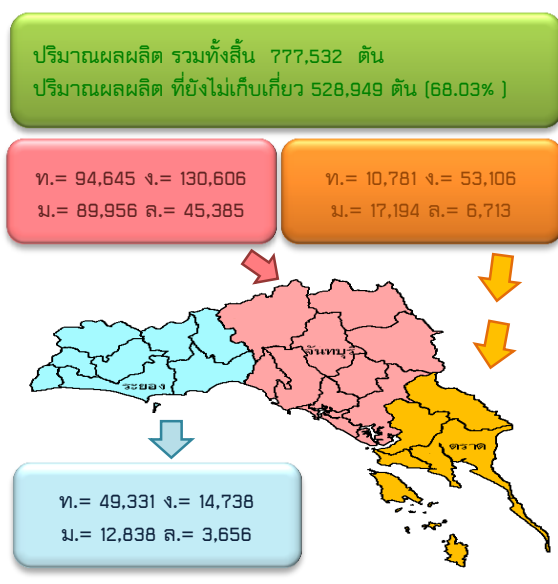 ปริมาณผลผลิต รวมทั้งสิ้น 777,532 ตัน
ปริมาณผลผลิต ที่ยังไม่เก็บเกี่ยว 528,949 ตัน (68.03% )
ท.= 94,645 ง.= 130,606
ม.= 89,956 ล.= 45,385
ท.= 10,781 ง.= 53,106
ม.= 17,194 ล.= 6,713
จันทบุรี
ระยอง
ตราด
ท.= 49,331 ง.= 14,738
ม.= 12,838 ล.= 3,656